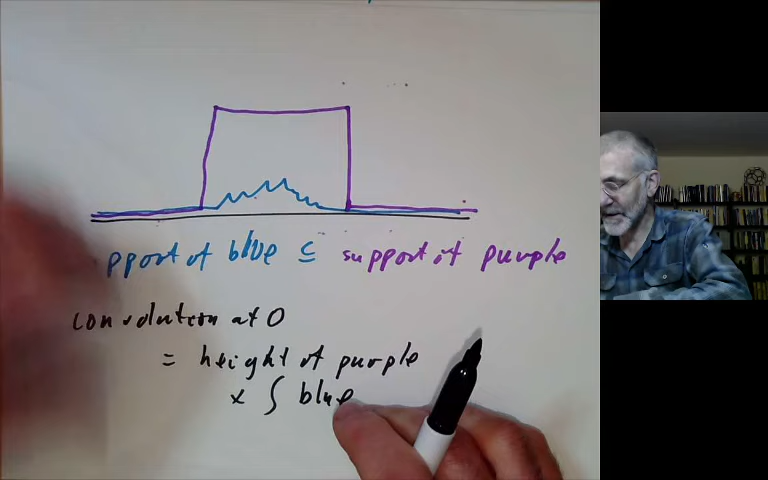 pport of blue ⊆ support of purple
convolution at 0
= height of purple
× ∫ blue